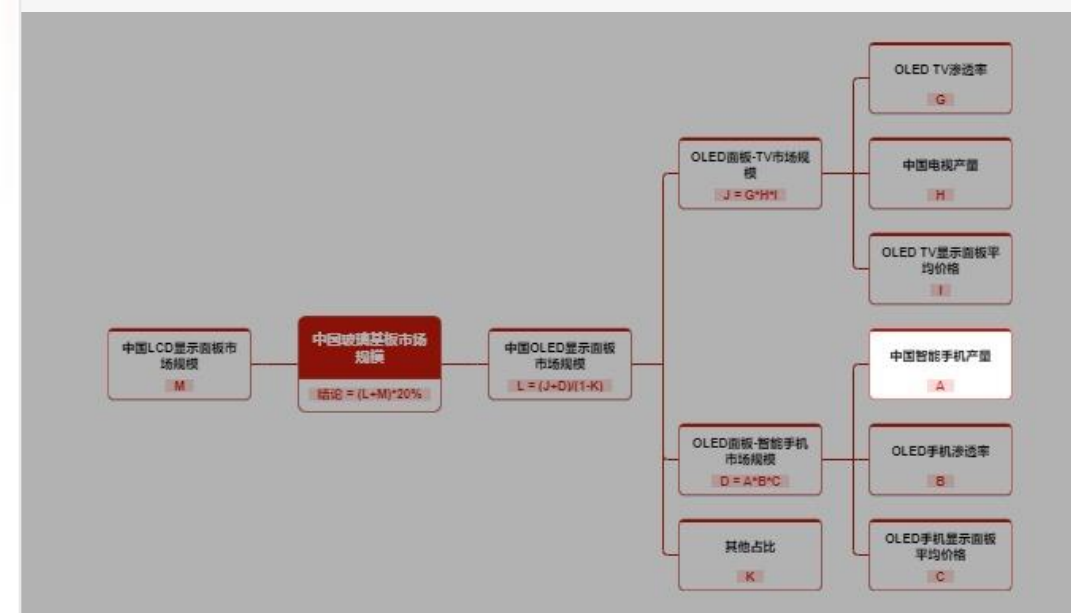 OLED TV渗透率
G
OLED面板-TV市场规
模
J = G*H*I
中国电视产量
H
OLED TV显示面板平
均价格
I
中国LCD显示面板市
场规模
M
中国玻璃基板市场
规模
结论 = (L+M)*20%
中国OLED显示面板
市场规模
L = (J+D)/(1-K)
中国智能手机产量
A
OLED面板-智能手机
市场规模
D = A*B*C
OLED手机渗透率
B
其他占比
K
OLED手机显示面板
平均价格
C